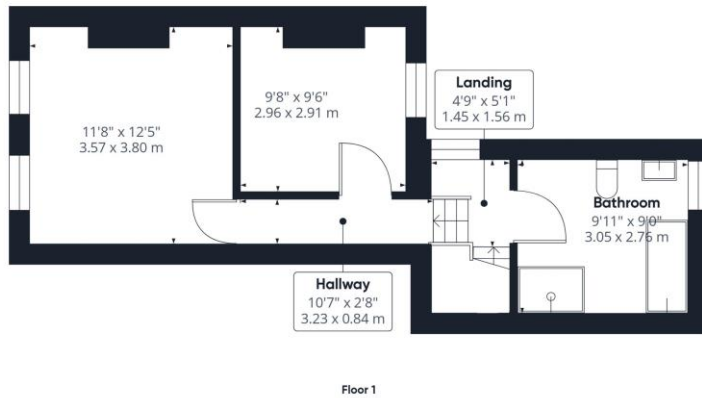 11'8" x 12'5"
3.57 x 3.80 m
9'8" x 9'6"
2.96 x 2.91 m
Landing
4'9" x 5'1"
1.45 x 1.56 m
Bathroom
9'11" x 9'0"
3.05 x 2.76 m
Hallway
10'7" x 2'8"
3.23 x 0.84 m
Floor 1